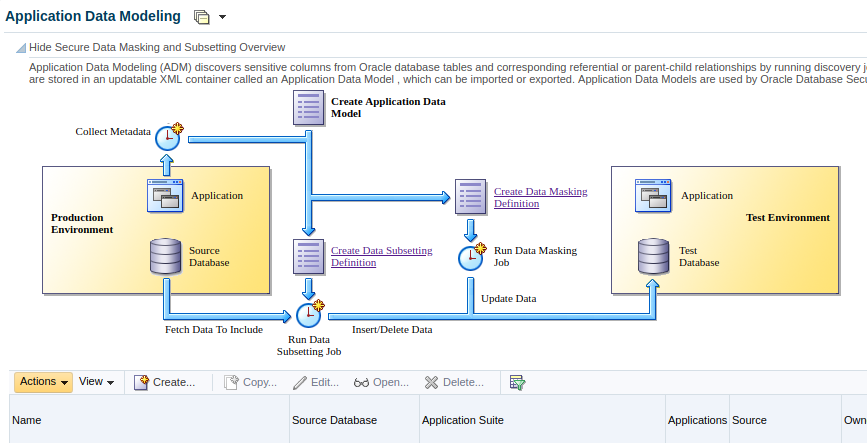 Application Data Modeling
Hide Secure Data Masking and Subsetting Overview
Application Data Modeling (ADM) discovers sensitive columns from Oracle database tables and corresponding referential or parent-child relationships by running discovery
are stored in an updatable XML container called an Application Data Model , which can be imported or exported. Application Data Models are used by Oracle Database
Create Application Data
Model
Collect Metadata
Application
Production
Environment
Source
Database
Create Data Masking
Definition
Create Data Subsetting
Definition
Run Data Masking
Job
Application
Test Environment
Test
Database
Update Data
Fetch Data To Include
Insert/Delete Data
Run Data
Subsetting Job
Actions View Create... Copy... Edit... Open... Delete...
Name Source Database Application Suite Applications Source